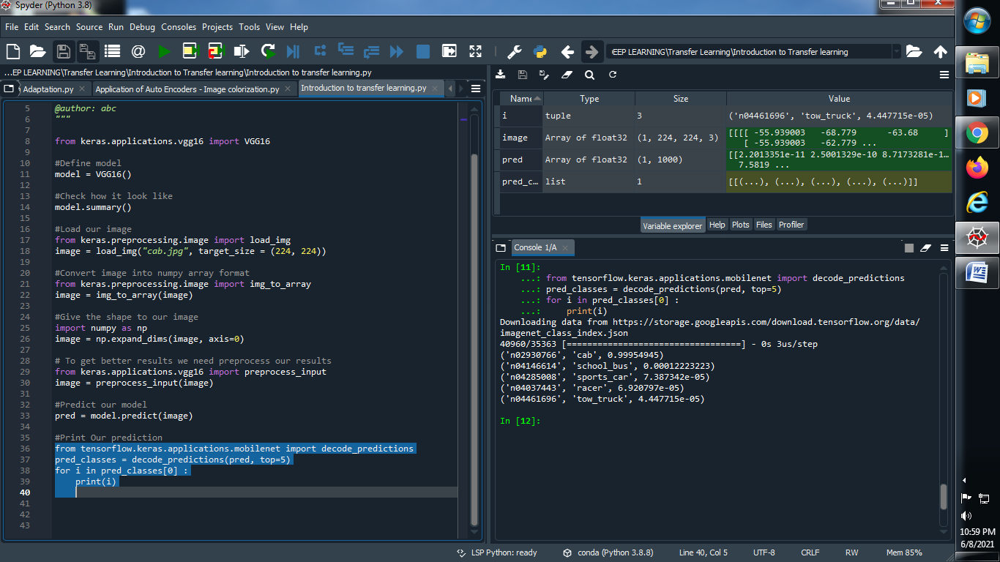 Spyder (Python 3.8)
File Edit Search Source Run Debug Consoles Projects Tools View Help
EEP LEARNING\Transfer Learning\Introduction to Transfer learning
...EP LEARNING\Transfer Learning\Introduction to Transfer learning\Introduction to transfer learning.py
Adaptation.py Application of Auto Encoders - Image colorization.py Introduction to transfer learning.py
5 @author: abc
6 """
7
8 from keras.applications.vgg16 import VGG16
9
10 #Define model
11 model = VGG16()
12
13 #Check how it look like
14 model.summary()
15
16 #Load our image
17 from keras.preprocessing.image import load_img
18 image = load_img("cab.jpg", target_size = (224, 224))
19
20 #Convert image into numpy array format
21 from keras.preprocessing.image import img_to_array
22 image = img_to_array(image)
23
24 #Give the shape to our image
25 import numpy as np
26 image = np.expand_dims(image, axis=0)
27
28 # To get better results we need preprocess our results
29 from keras.applications.vgg16 import preprocess_input
30 image = preprocess_input(image)
31
32 #Predict our model
33 pred = model.predict(image)
34
35 #Print Our prediction
36 from tensorflow.keras.applications.mobilenet import decode_predictions
37 pred_classes = decode_predictions(pred, top=5)
38 for i in pred_classes[0] :
39 print(i)
40
41
42
43
Name Type Size Value
i tuple 3 ('n04461696', 'tow_truck', 4.447715e-05)
image Array of float32 (1, 224, 224, 3) [[[[ -55.939003 -68.779 -63.68 ]
[ -55.939003 -62.779 ...
pred Array of float32 (1, 1000) [[2.2013351e-11 2.5001329e-10 8.7173281e-1...
7.5819 ...
pred_c... list 1 [[(...), (...), (...), (...), (...)]]
Variable explorer Help Plots Files Profiler
Console 1/A
In [11]:
...: from tensorflow.keras.applications.mobilenet import decode_predictions
...: pred_classes = decode_predictions(pred, top=5)
...: for i in pred_classes[0] :
...: print(i)
Downloading data from https://storage.googleapis.com/download.tensorflow.org/data/
imagenet_class_index.json
40960/35363 [==================================] - 0s 3us/step
('n02930766', 'cab', 0.99954945)
('n04146614', 'school_bus', 0.00012223223)
('n04285008', 'sports_car', 7.387342e-05)
('n04037443', 'racer', 6.920797e-05)
('n04461696', 'tow_truck', 4.447715e-05)
In [12]:
LSP Python: ready conda (Python 3.8.8) Line 40, Col 5 UTF-8 CRLF RW Mem 85%
10:59 PM
6/8/2021